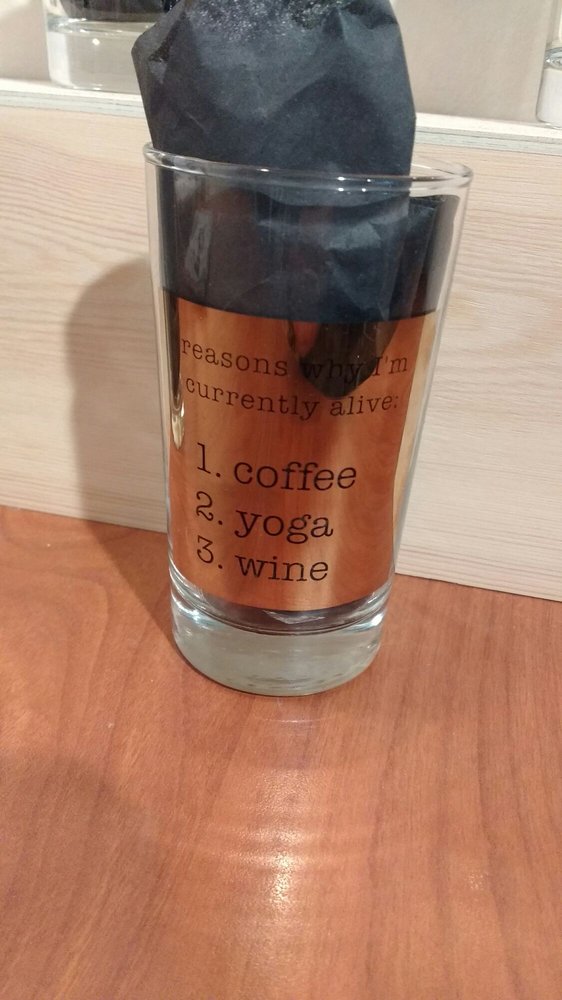 reasons why I'm
currently alive:
1. coffee
2. yoga
3. wine